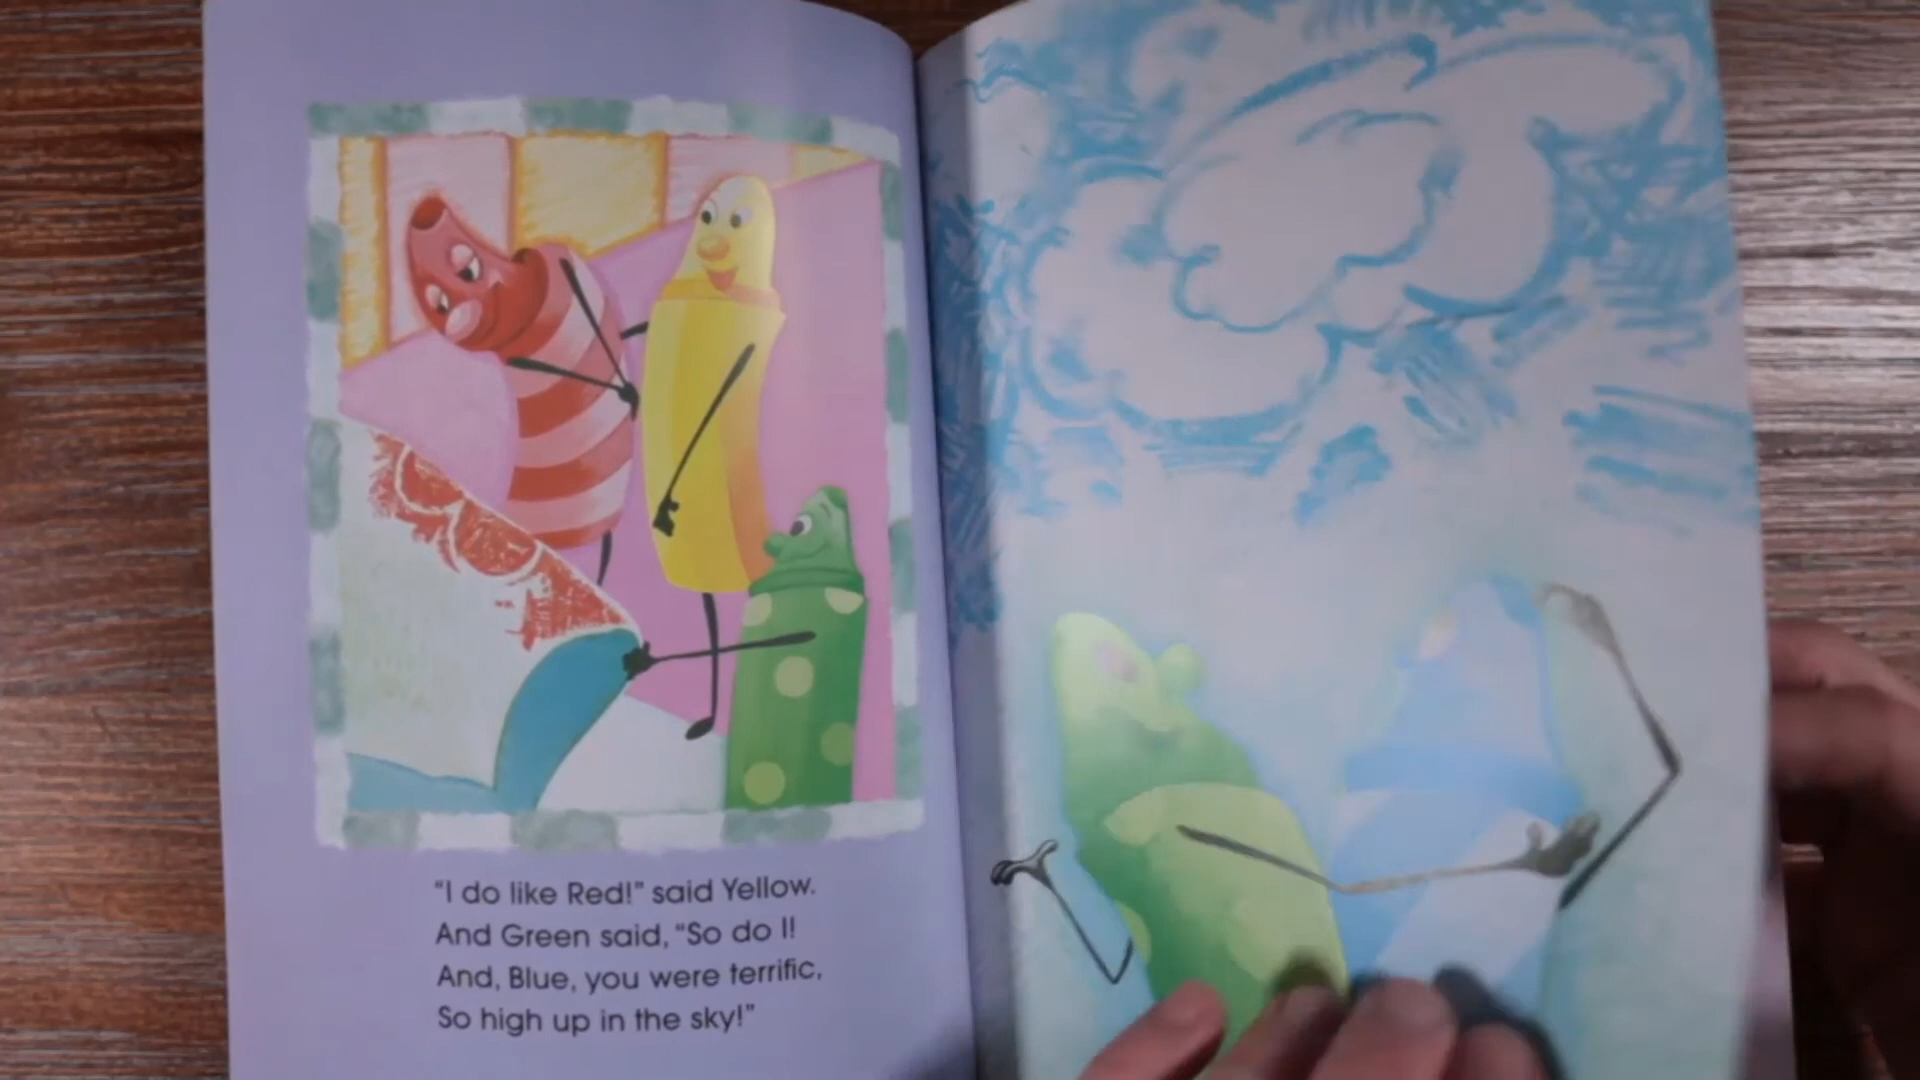 “I do like Red!” said Yellow.
And Green said, “So do I!
And, Blue, you were terrific,
So high up in the sky!”